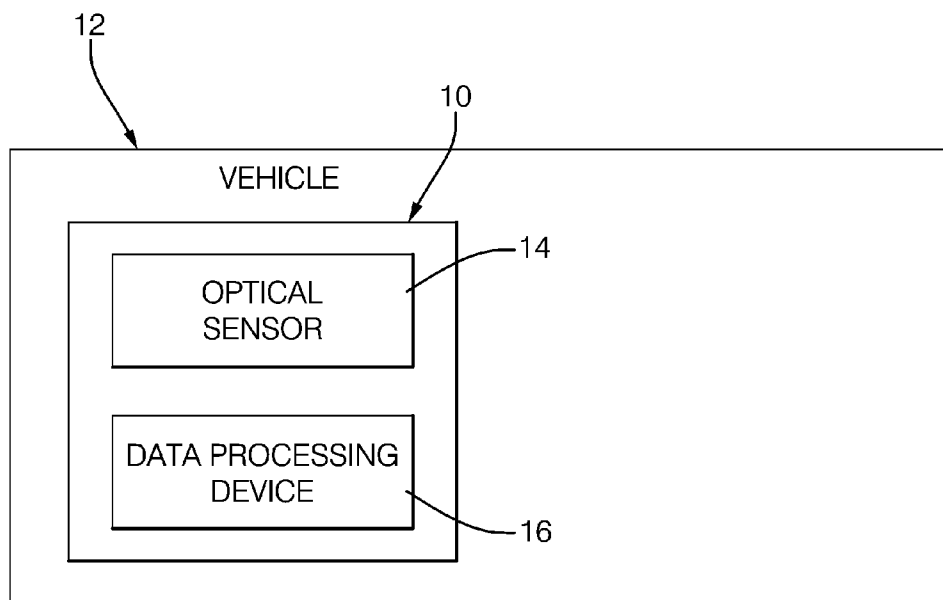 12
10
VEHICLE
14
OPTICAL
SENSOR
DATA PROCESSING
DEVICE
16